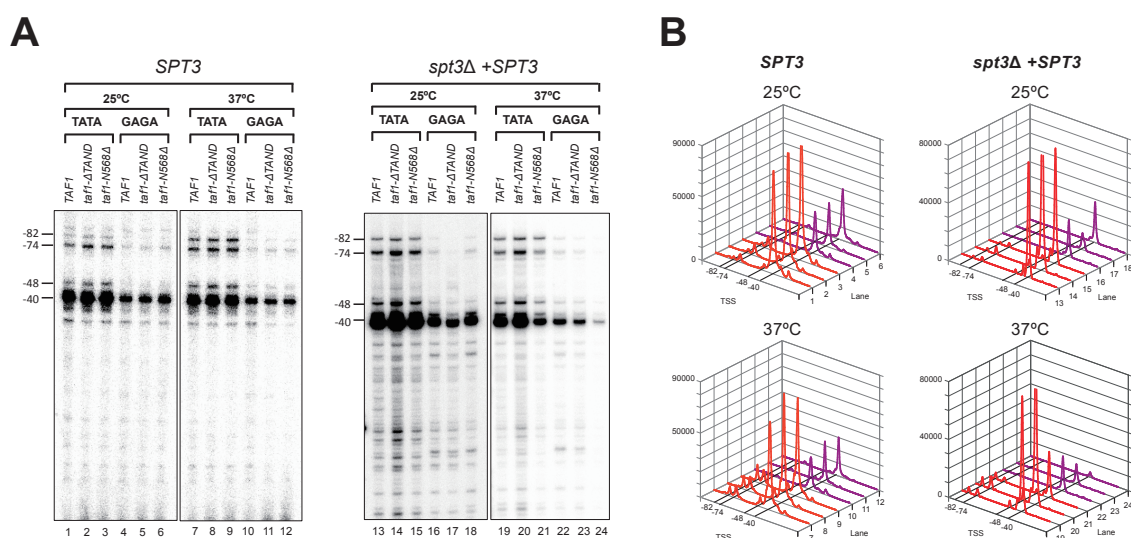 A
SPT3
25ºC 37ºC
TATA GAGA TATA GAGA
TAF1 taf1-ΔTAND taf1-N568Δ TAF1 taf1-ΔTAND taf1-N568Δ TAF1 taf1-ΔTAND taf1-N568Δ TAF1 taf1-ΔTAND taf1-N568Δ
-82
-74
-48
-40
1 2 3 4 5 6 7 8 9 10 11 12
spt3Δ +SPT3
25ºC 37ºC
TATA GAGA TATA GAGA
TAF1 taf1-ΔTAND taf1-N568Δ TAF1 taf1-ΔTAND taf1-N568Δ TAF1 taf1-ΔTAND taf1-N568Δ TAF1 taf1-ΔTAND taf1-N568Δ
-82
-74
-48
-40
13 14 15 16 17 18 19 20 21 22 23 24
B
SPT3
25ºC
90000
50000
0
-82
-74
-48
-40
TSS
1 2 3 4 5 6
Lane
spt3Δ +SPT3
25ºC
80000
40000
0
-82
-74
-48
-40
TSS
13 14 15 16 17 18
Lane
37ºC
90000
50000
-82
-74
-48
-40
TSS
7 8 9 10 11 12
Lane
37ºC
80000
40000
0
-82
-74
-48
-40
TSS
19 20 21 22 23 24
Lane